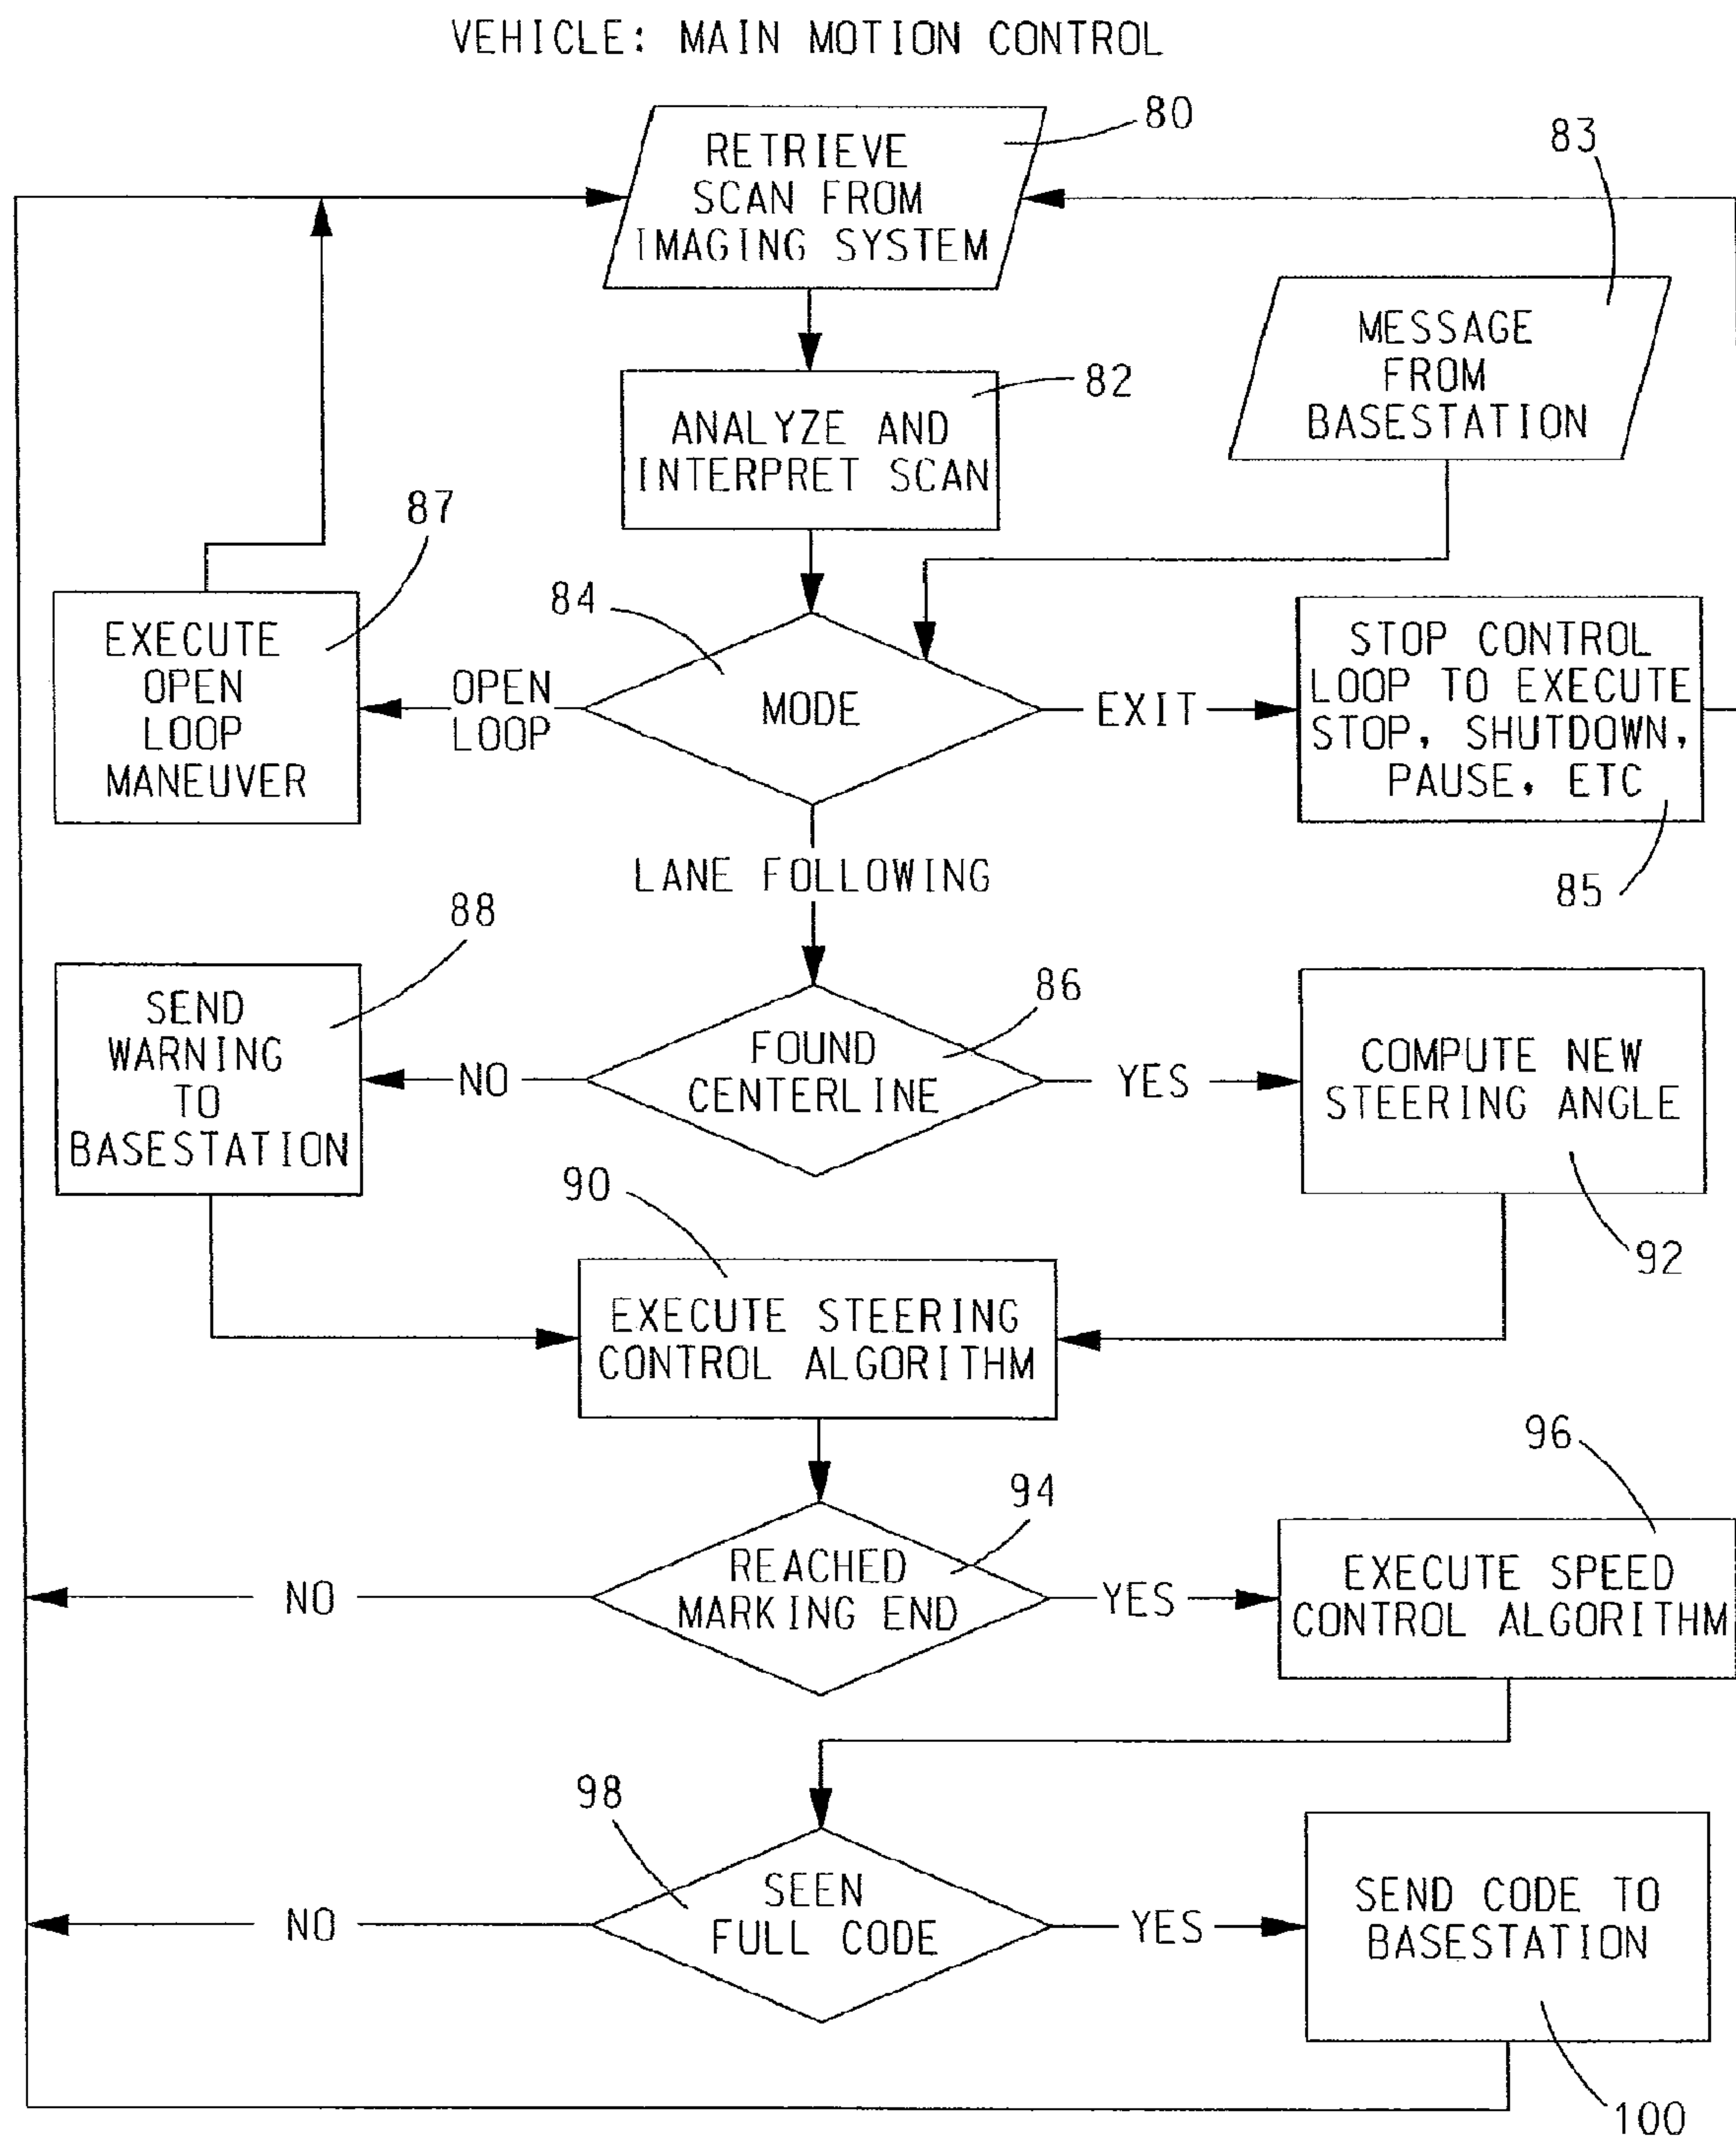 VEHICLE: MAIN MOTION CONTROL
80
RETRIEVE
SCAN FROM
IMAGING SYSTEM
83
MESSAGE
FROM
BASESTATION
82
ANALYZE AND
INTERPRET SCAN
87
EXECUTE
OPEN
LOOP
MANEUVER
OPEN
LOOP
84
MODE
EXIT
STOP CONTROL
LOOP TO EXECUTE
STOP, SHUTDOWN,
PAUSE, ETC
85
LANE FOLLOWING
88
SEND
WARNING
TO
BASESTATION
NO
86
FOUND
CENTERLINE
YES
COMPUTE NEW
STEERING ANGLE
92
90
EXECUTE STEERING
CONTROL ALGORITHM
94
REACHED
MARKING END
NO
YES
96
EXECUTE SPEED
CONTROL ALGORITHM
98
SEEN
FULL CODE
NO
YES
SEND CODE TO
BASESTATION
100